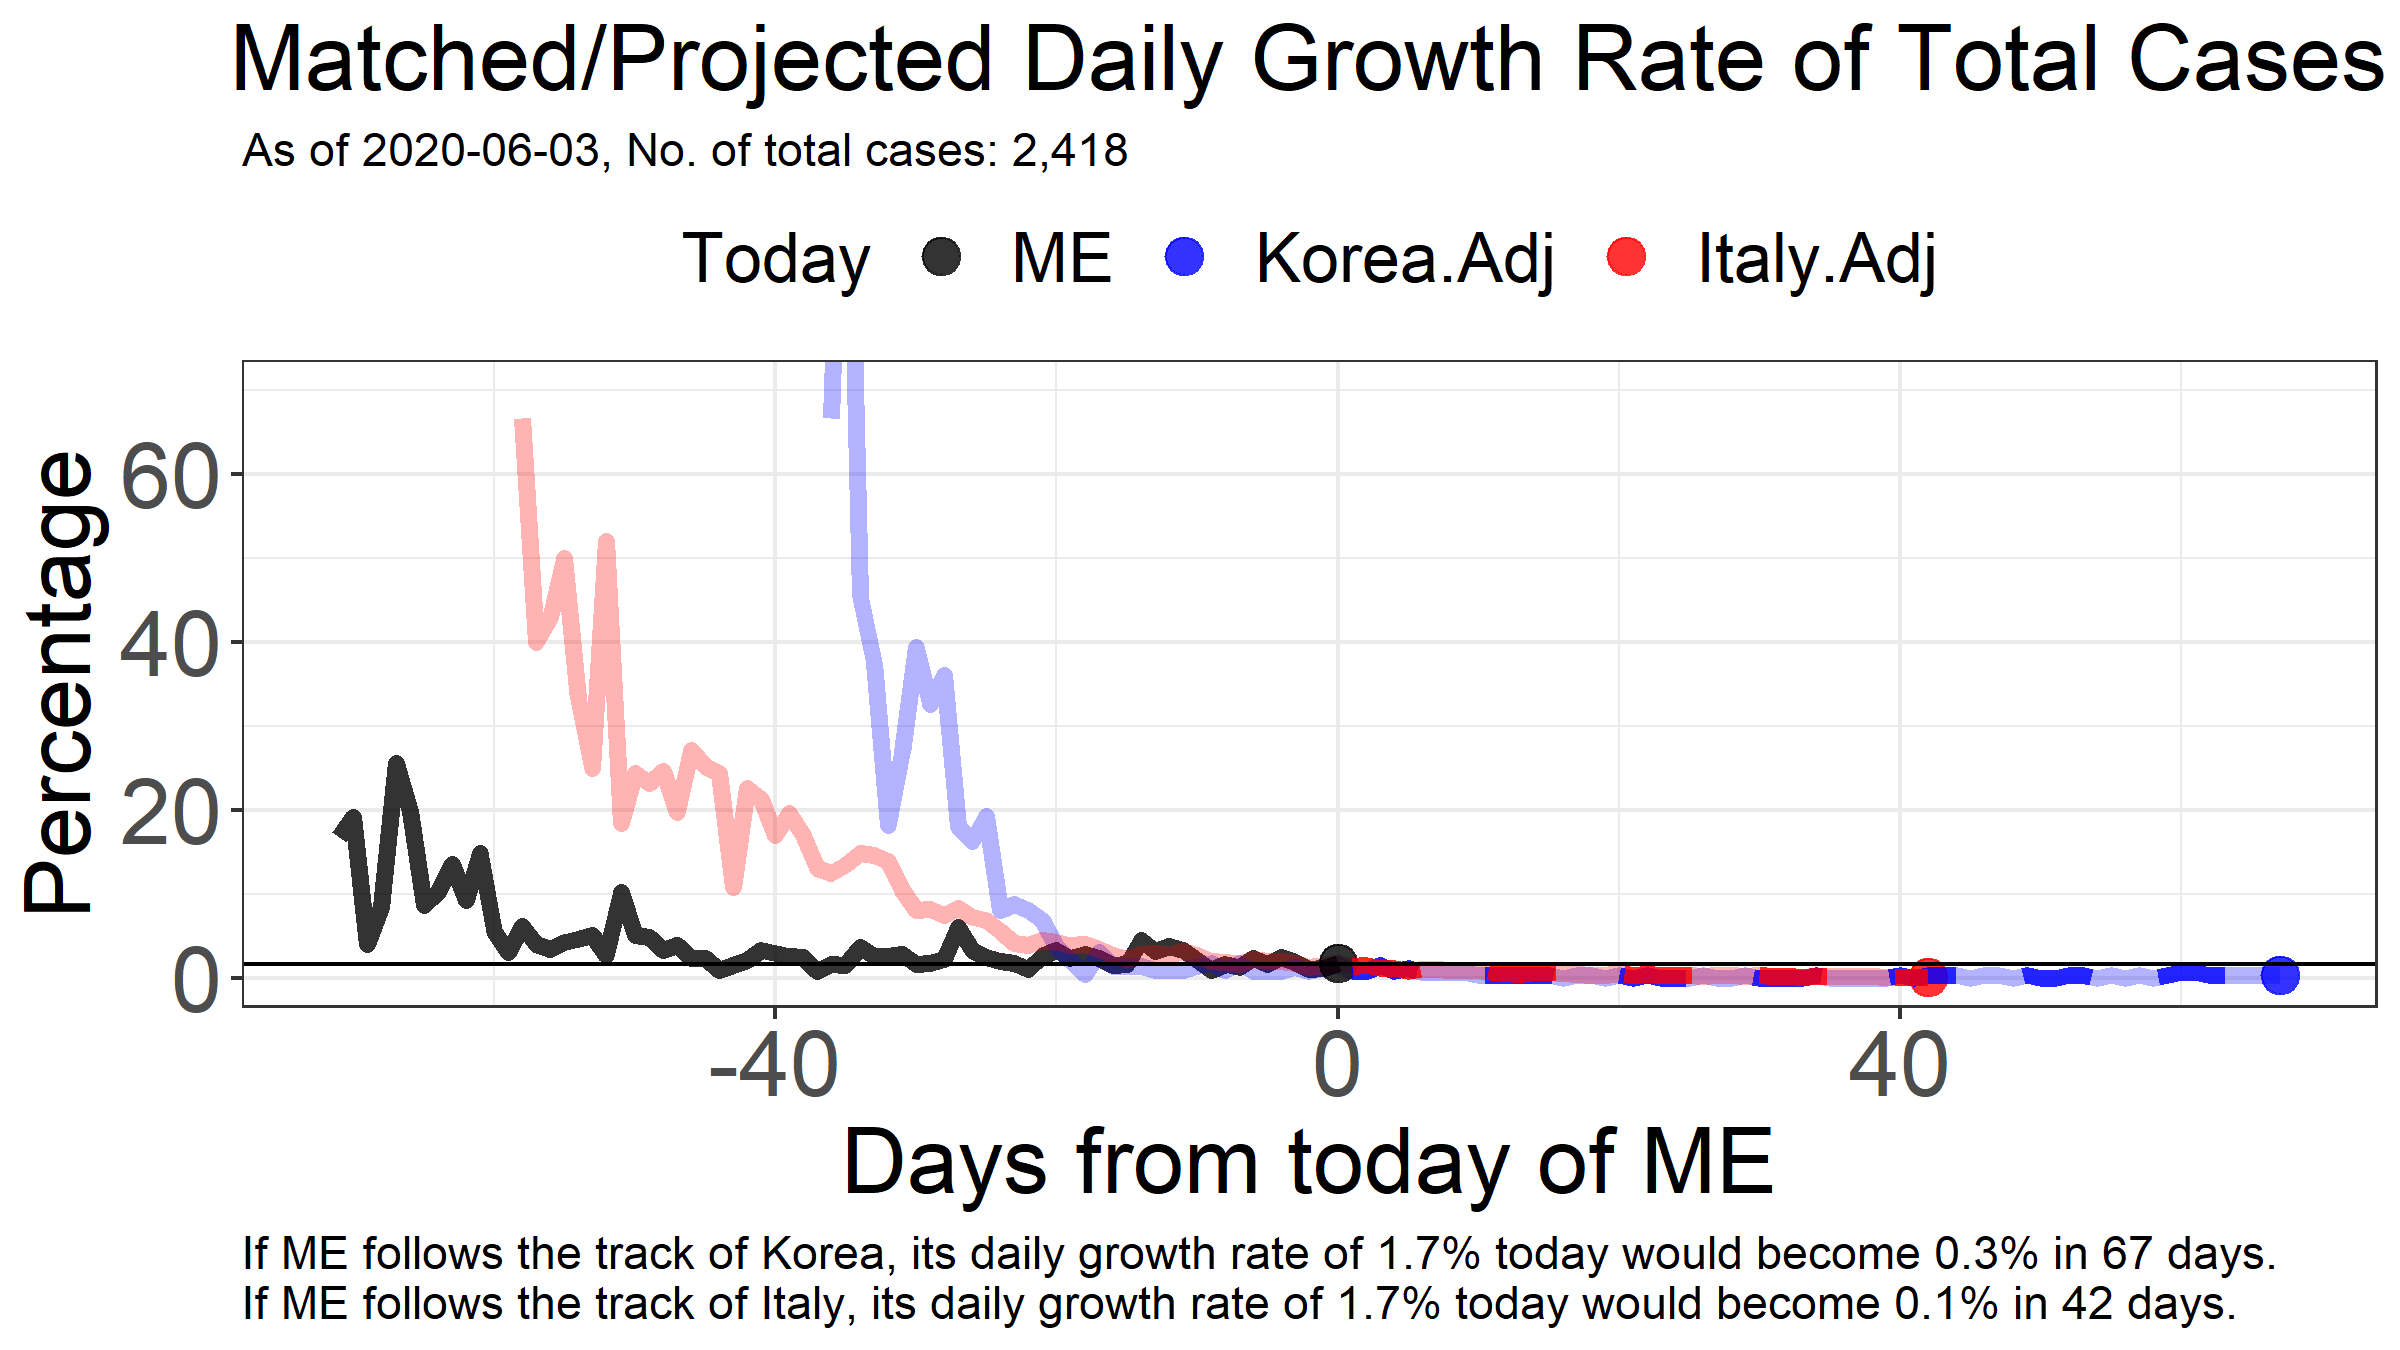 Matched/Projected Daily Growth Rate of Total Cases
As of 2020-06-03, No. of total cases: 2,418
Today ME Korea.Adj Italy.Adj
Percentage
60
40
20
0
-40 0 40
Days from today of ME
If ME follows the track of Korea, its daily growth rate of 1.7% today would become 0.3% in 67 days.
If ME follows the track of Italy, its daily growth rate of 1.7% today would become 0.1% in 42 days.